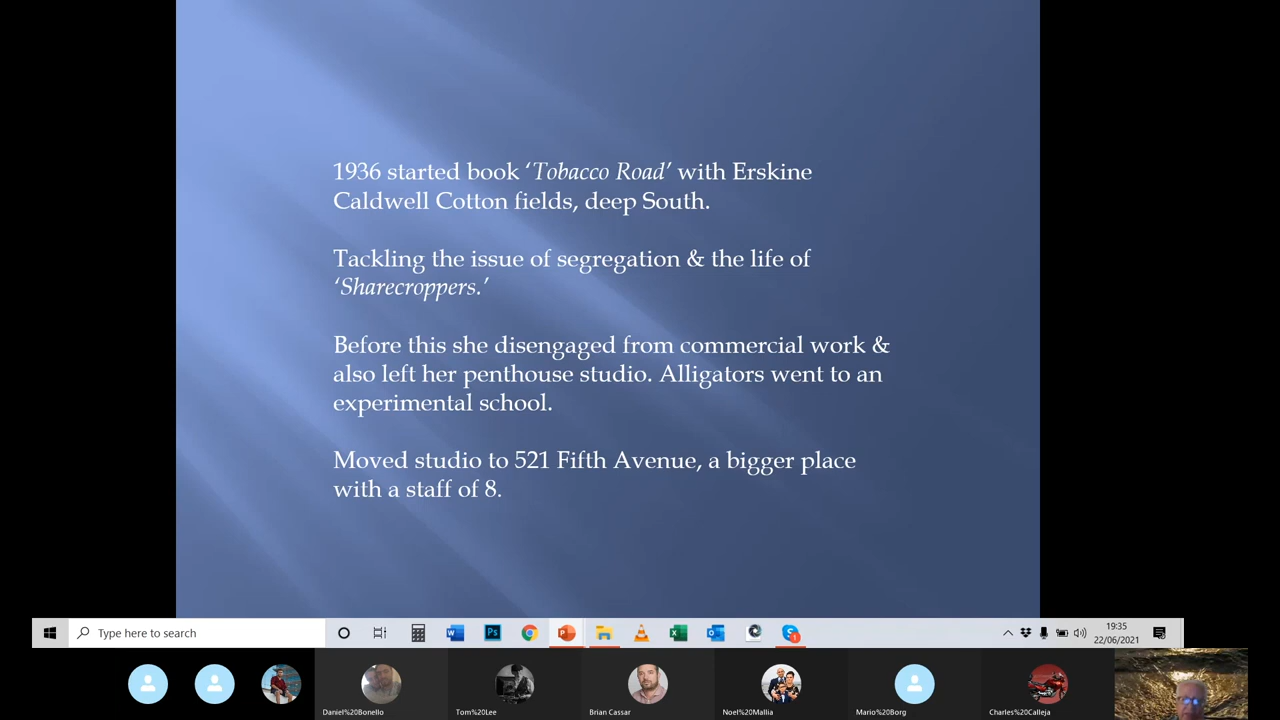 1936 started book ‘Tobacco Road’ with Erskine
Caldwell Cotton fields, deep South.
Tackling the issue of segregation & the life of
‘Sharecroppers.’
Before this she disengaged from commercial work &
also left her penthouse studio. Alligators went to an
experimental school.
Moved studio to 521 Fifth Avenue, a bigger place
with a staff of 8.
Type here to search
19:35
22/06/2021
Daniel%20Bonello
Tom%20Lee
Brian Cassar
Noel%20Mallia
Mario%20Borg
Charles%20Calleja